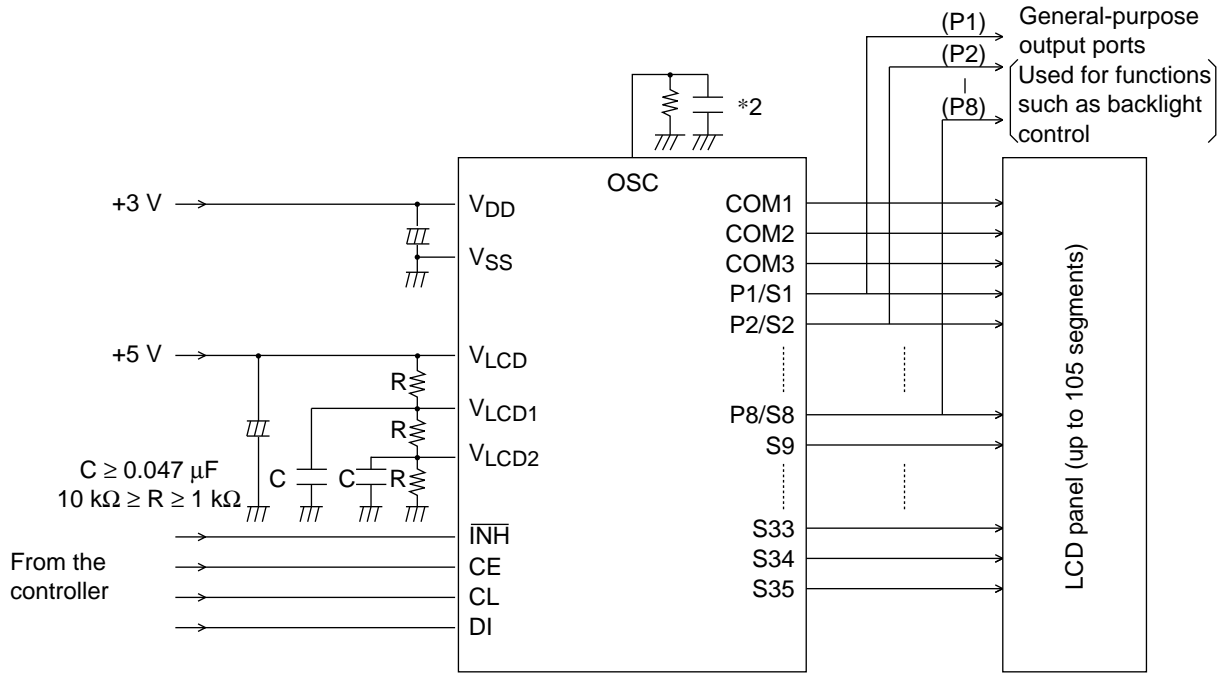 (P1)
(P2)
(P8)
General-purpose
output ports
Used for functions
such as backlight
control
*2
OSC
+3 V
VDD
VSS
+5 V
VLCD
R
VLCD1
R
VLCD2
R
C
C
C ≥ 0.047 μF
10 kΩ ≥ R ≥ 1 kΩ
From the
controller
INH
CE
CL
DI
COM1
COM2
COM3
P1/S1
P2/S2
P8/S8
S9
S33
S34
S35
LCD panel (up to 105 segments)